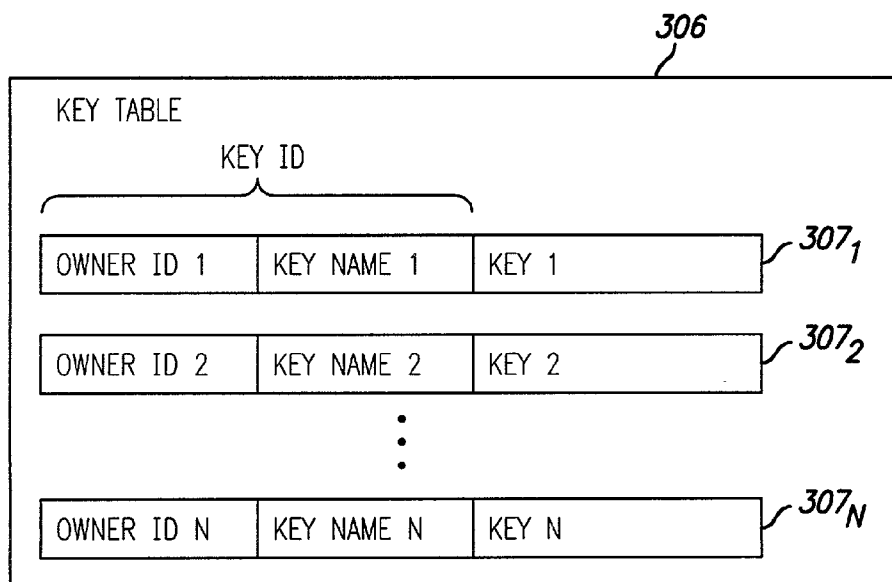 306
KEY TABLE
KEY ID
OWNER ID 1 KEY NAME 1 KEY 1 307₁
OWNER ID 2 KEY NAME 2 KEY 2 307₂
OWNER ID N KEY NAME N KEY N 307N